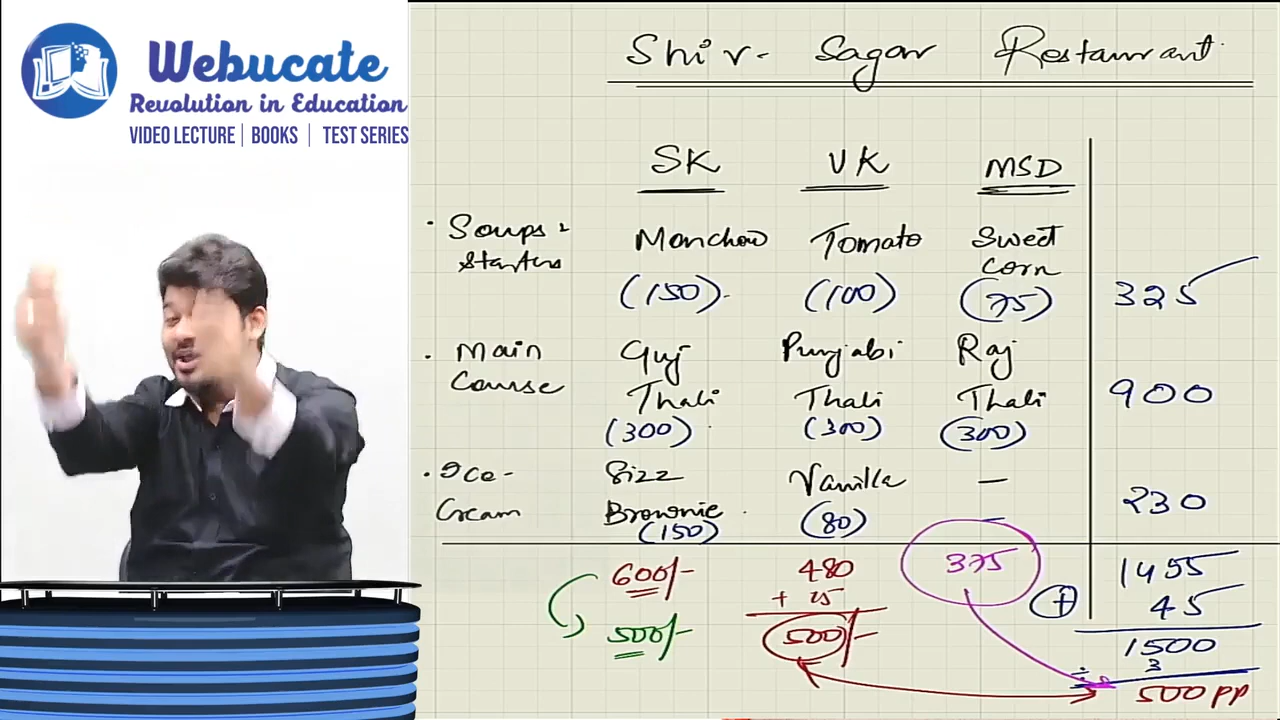 Webucate
Revolution in Education
VIDEO LECTURE | BOOKS | TEST SERIES
Shiv-Sagar Restaurant
SK VK MSD
• Soups & Starters
Manchow Tomato Sweet corn
(150) (100) (75) 325
• Main Course
Guj Thali Punjabi Thali Raj Thali
(300) (300) (300) 900
• Ice-Cream
Sizz Brownie Vanilla —
(150) (80) — 230
600/- 480 375 1455
+ 15 + 45
500/- 500/- 1500
÷ 3
500 PP